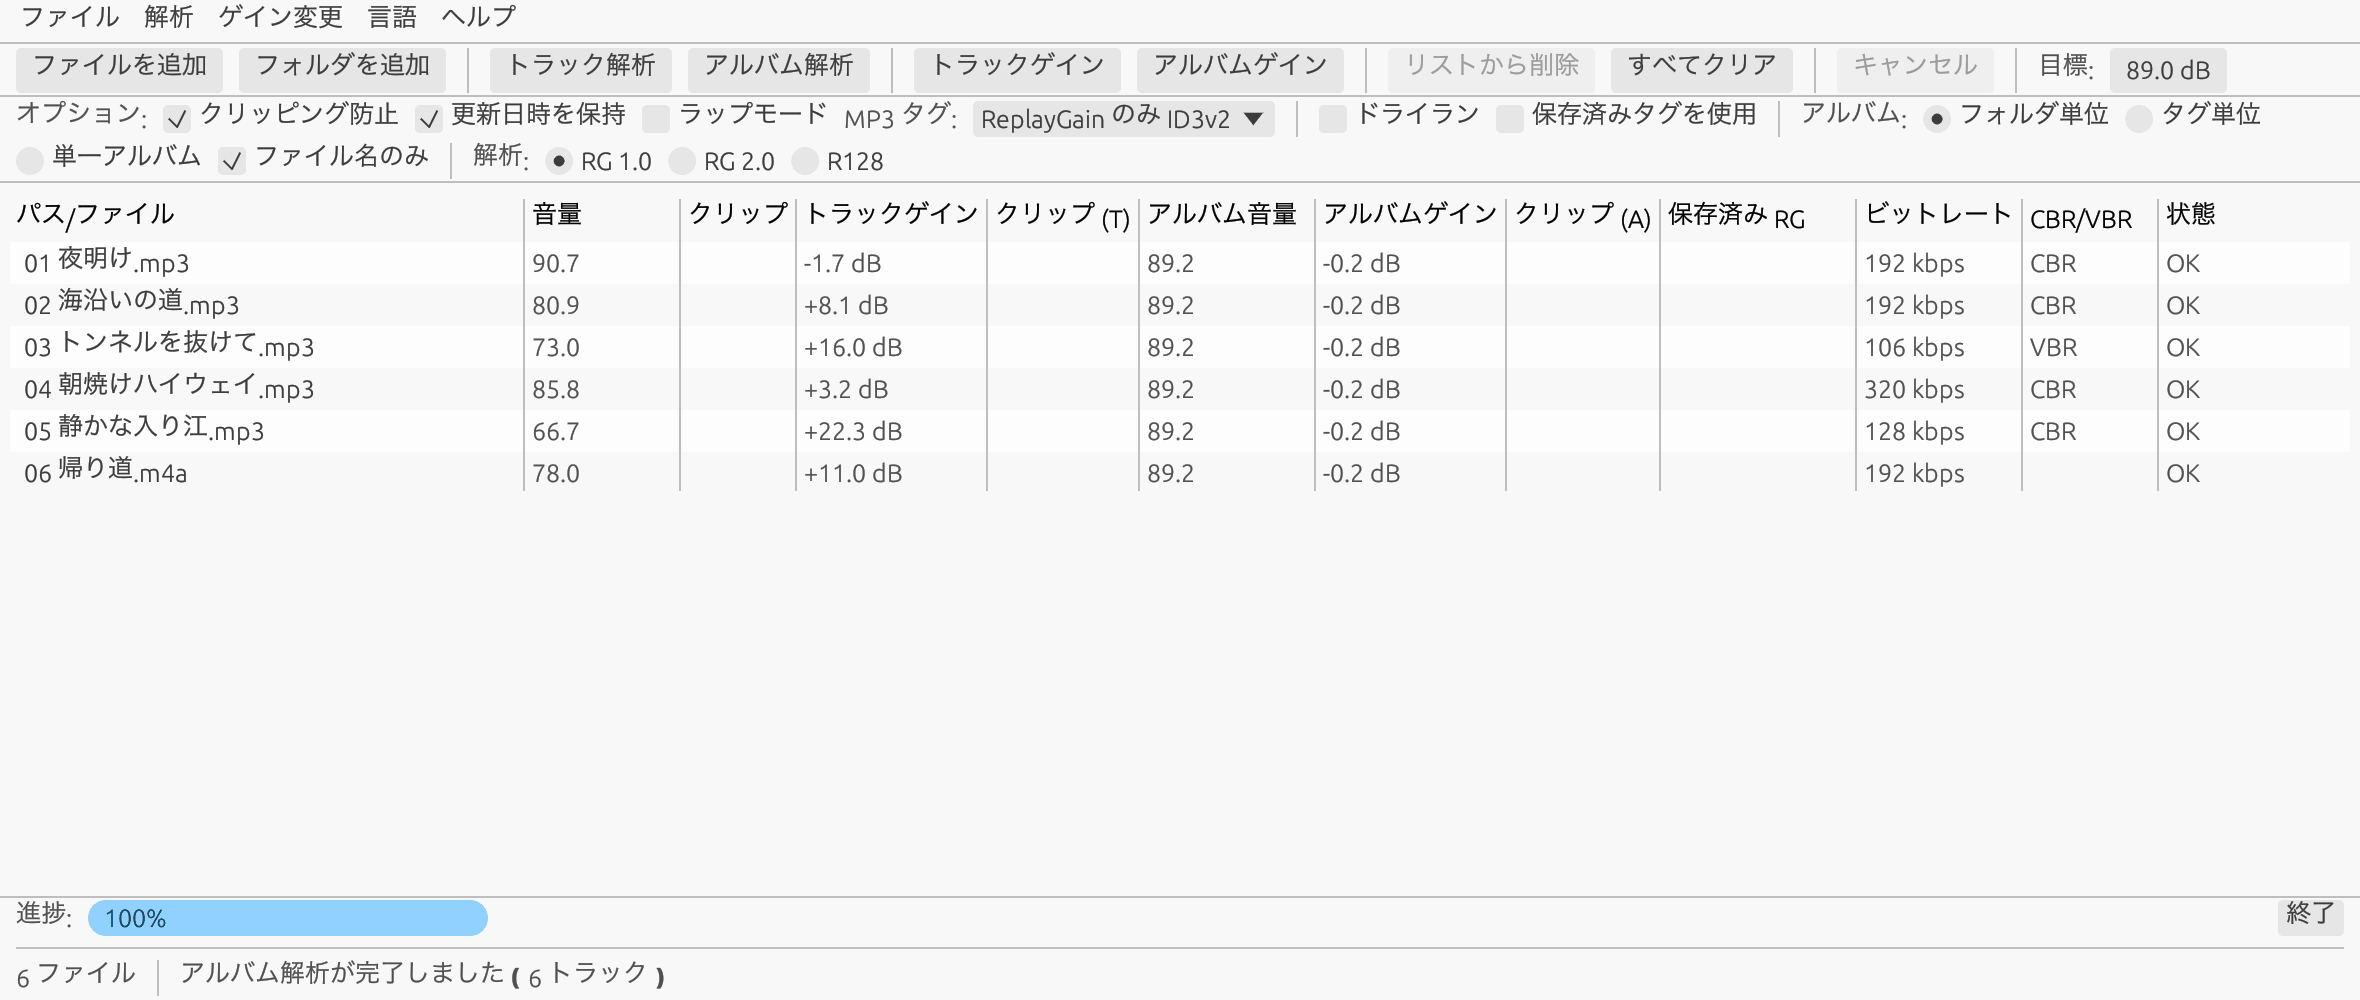 ファイル 解析 ゲイン変更 言語 ヘルプ
ファイルを追加 フォルダを追加 トラック解析 アルバム解析 トラックゲイン アルバムゲイン リストから削除 すべてクリア キャンセル 目標: 89.0 dB
オプション: クリッピング防止 更新日時を保持 ラップモード MP3 タグ: ReplayGain のみ ID3v2 ドライラン 保存済みタグを使用 アルバム: フォルダ単位 タグ単位
単一アルバム ファイル名のみ 解析: RG 1.0 RG 2.0 R128
パス/ファイル 音量 クリップ トラックゲイン クリップ (T) アルバム音量 アルバムゲイン クリップ (A) 保存済み RG ビットレート CBR/VBR 状態
01 夜明け.mp3 90.7 -1.7 dB 89.2 -0.2 dB 192 kbps CBR OK
02 海沿いの道.mp3 80.9 +8.1 dB 89.2 -0.2 dB 192 kbps CBR OK
03 トンネルを抜けて.mp3 73.0 +16.0 dB 89.2 -0.2 dB 106 kbps VBR OK
04 朝焼けハイウェイ.mp3 85.8 +3.2 dB 89.2 -0.2 dB 320 kbps CBR OK
05 静かな入り江.mp3 66.7 +22.3 dB 89.2 -0.2 dB 128 kbps CBR OK
06 帰り道.m4a 78.0 +11.0 dB 89.2 -0.2 dB 192 kbps OK
進捗: 100% 終了
6 ファイル アルバム解析が完了しました ( 6 トラック )